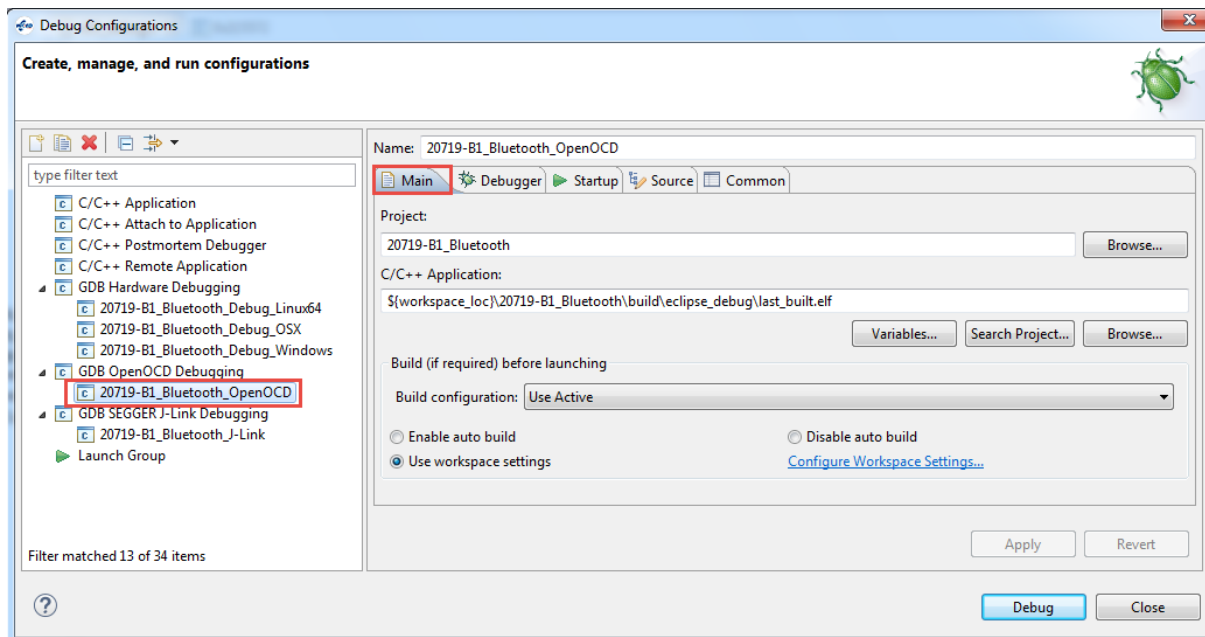 Debug Configurations
Create, manage, and run configurations
type filter text
C/C++ Application
C/C++ Attach to Application
C/C++ Postmortem Debugger
C/C++ Remote Application
GDB Hardware Debugging
20719-B1_Bluetooth_Debug_Linux64
20719-B1_Bluetooth_Debug_OSX
20719-B1_Bluetooth_Debug_Windows
GDB OpenOCD Debugging
20719-B1_Bluetooth_OpenOCD
GDB SEGGER J-Link Debugging
20719-B1_Bluetooth_J-Link
Launch Group
Filter matched 13 of 34 items
Name: 20719-B1_Bluetooth_OpenOCD
Main Debugger Startup Source Common
Project:
20719-B1_Bluetooth Browse...
C/C++ Application:
${workspace_loc}\20719-B1_Bluetooth\build\eclipse_debug\last_built.elf
Variables... Search Project... Browse...
Build (if required) before launching
Build configuration: Use Active
Enable auto build Disable auto build
Use workspace settings Configure Workspace Settings...
Apply Revert
Debug Close